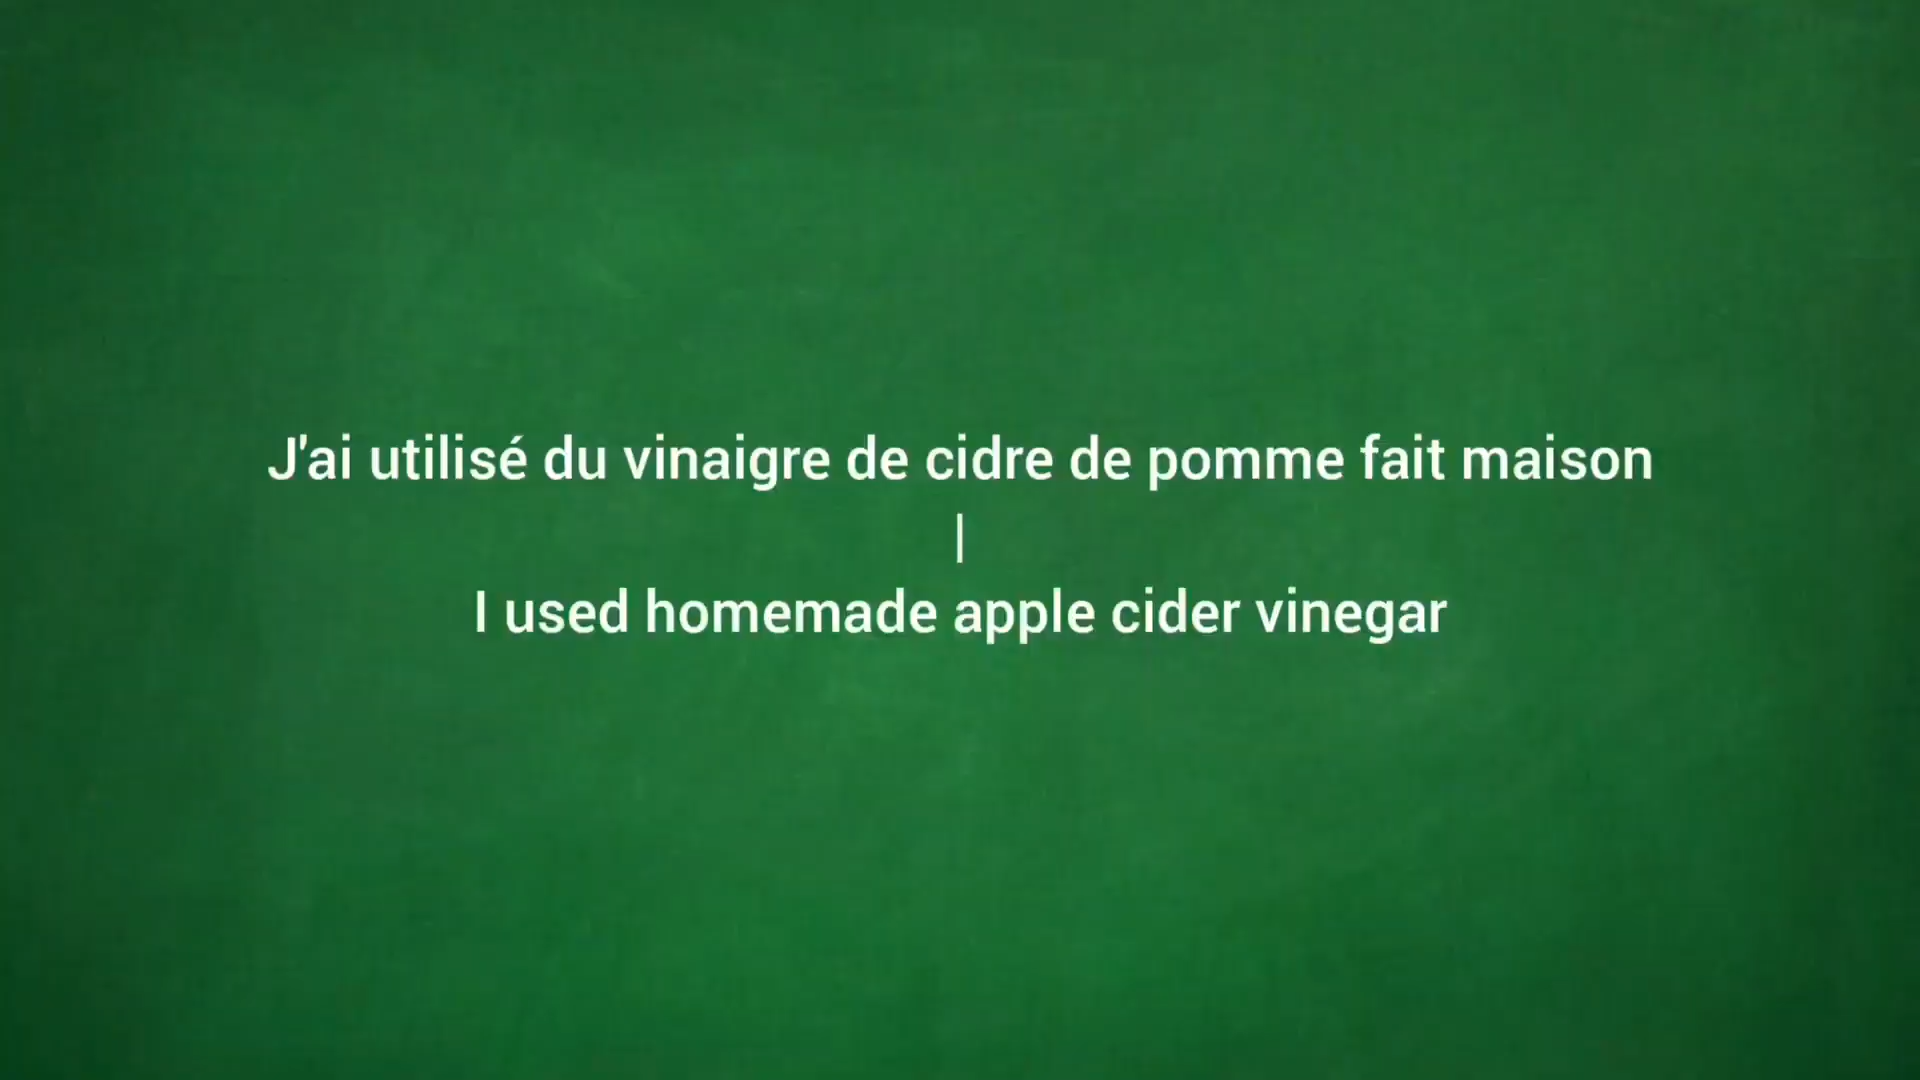 J'ai utilisé du vinaigre de cidre de pomme fait maison
|
I used homemade apple cider vinegar